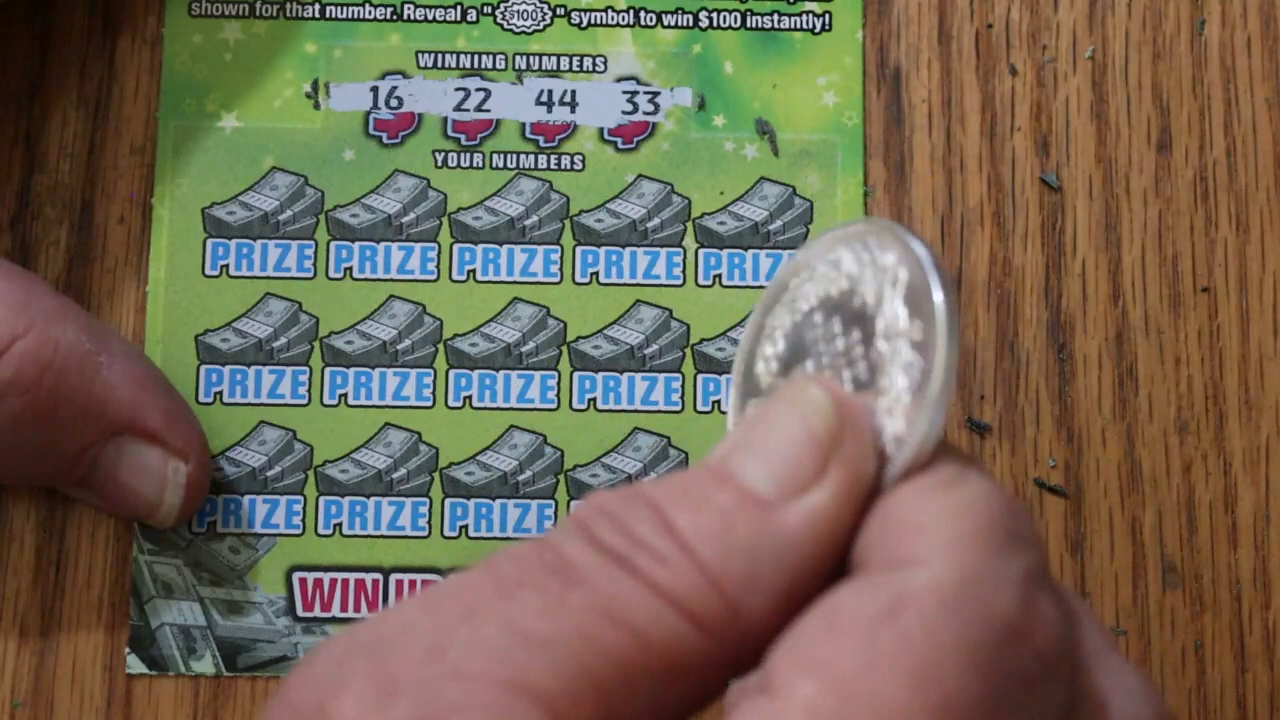 shown for that number. Reveal a " $100 " symbol to win $100 instantly!
WINNING NUMBERS
16 22 44 33
YOUR NUMBERS
PRIZE PRIZE PRIZE PRIZE PRIZ
PRIZE PRIZE PRIZE PRIZE P
PRIZE PRIZE PRIZE
WIN